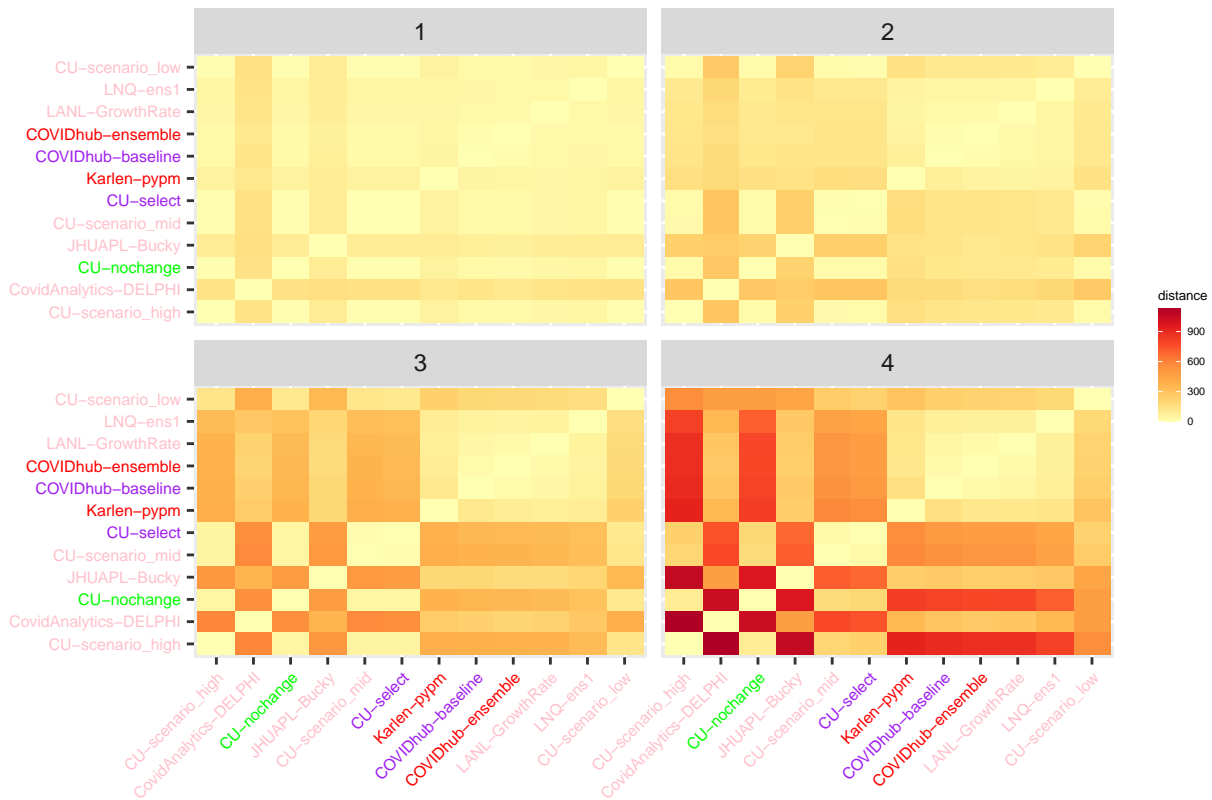 1
2
CU−scenario_low
LNQ−ens1
LANL−GrowthRate
COVIDhub−ensemble
COVIDhub−baseline
Karlen−pypm
CU−select
CU−scenario_mid
JHUAPL−Bucky
CU−nochange
CovidAnalytics−DELPHI
CU−scenario_high
3
4
CU−scenario_low
LNQ−ens1
LANL−GrowthRate
COVIDhub−ensemble
COVIDhub−baseline
Karlen−pypm
CU−select
CU−scenario_mid
JHUAPL−Bucky
CU−nochange
CovidAnalytics−DELPHI
CU−scenario_high
CU−scenario_high
CovidAnalytics−DELPHI
CU−nochange
JHUAPL−Bucky
CU−scenario_mid
CU−select
Karlen−pypm
COVIDhub−baseline
COVIDhub−ensemble
LANL−GrowthRate
LNQ−ens1
CU−scenario_low
CU−scenario_high
CovidAnalytics−DELPHI
CU−nochange
JHUAPL−Bucky
CU−scenario_mid
CU−select
Karlen−pypm
COVIDhub−baseline
COVIDhub−ensemble
LANL−GrowthRate
LNQ−ens1
CU−scenario_low
distance
900
600
300
0